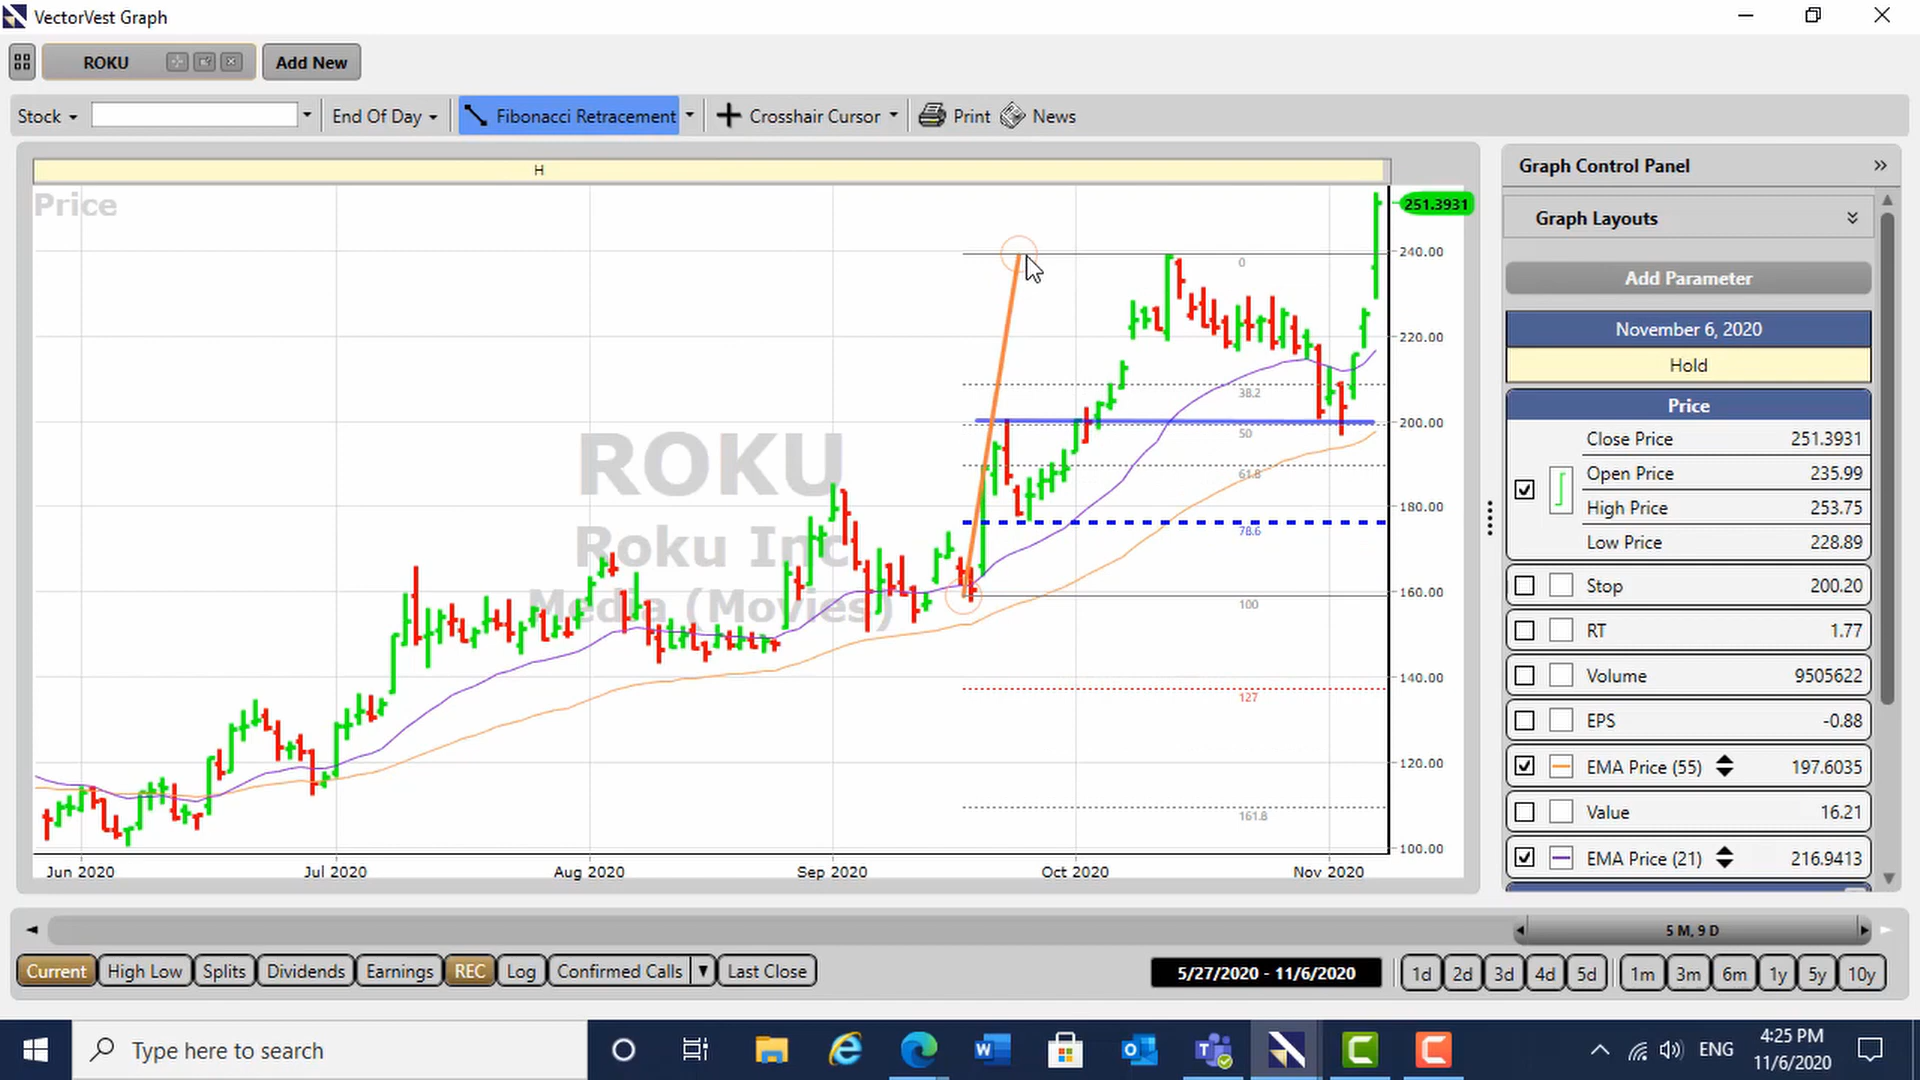 VectorVest Graph
ROKU
Add New
Stock
End Of Day
Fibonacci Retracement
Crosshair Cursor
Print
News
H
Price
251.3931
240.00
220.00
200.00
180.00
160.00
140.00
120.00
100.00
0
38.2
50
61.8
78.6
100
127
161.8
ROKU
Roku Inc
Media (Movies)
Jun 2020
Jul 2020
Aug 2020
Sep 2020
Oct 2020
Nov 2020
Graph Control Panel
Graph Layouts
Add Parameter
November 6, 2020
Hold
Price
Close Price 251.3931
Open Price 235.99
High Price 253.75
Low Price 228.89
Stop 200.20
RT 1.77
Volume 9505622
EPS -0.88
EMA Price (55) 197.6035
Value 16.21
EMA Price (21) 216.9413
5 M, 9 D
Current High Low Splits Dividends Earnings REC Log Confirmed Calls Last Close
5/27/2020 - 11/6/2020
1d 2d 3d 4d 5d 1m 3m 6m 1y 5y 10y
Type here to search
ENG
4:25 PM
11/6/2020